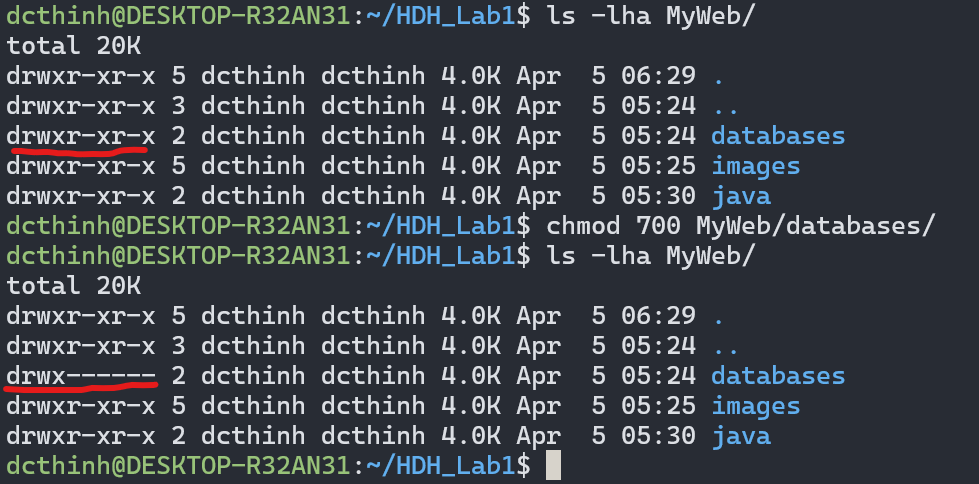 dcthinh@DESKTOP-R32AN31:~/HDH_Lab1$ ls -lha MyWeb/
total 20K
drwxr-xr-x 5 dcthinh dcthinh 4.0K Apr  5 06:29 .
drwxr-xr-x 3 dcthinh dcthinh 4.0K Apr  5 05:24 ..
drwxr-xr-x 2 dcthinh dcthinh 4.0K Apr  5 05:24 databases
drwxr-xr-x 5 dcthinh dcthinh 4.0K Apr  5 05:25 images
drwxr-xr-x 2 dcthinh dcthinh 4.0K Apr  5 05:30 java
dcthinh@DESKTOP-R32AN31:~/HDH_Lab1$ chmod 700 MyWeb/databases/
dcthinh@DESKTOP-R32AN31:~/HDH_Lab1$ ls -lha MyWeb/
total 20K
drwxr-xr-x 5 dcthinh dcthinh 4.0K Apr  5 06:29 .
drwxr-xr-x 3 dcthinh dcthinh 4.0K Apr  5 05:24 ..
drwx------ 2 dcthinh dcthinh 4.0K Apr  5 05:24 databases
drwxr-xr-x 5 dcthinh dcthinh 4.0K Apr  5 05:25 images
drwxr-xr-x 2 dcthinh dcthinh 4.0K Apr  5 05:30 java
dcthinh@DESKTOP-R32AN31:~/HDH_Lab1$